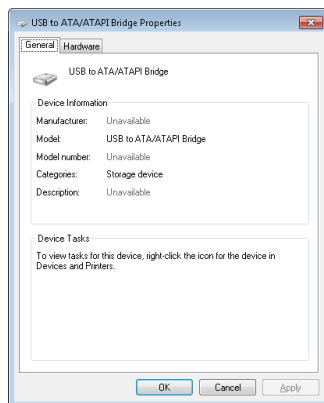 USB to ATA/ATAPI Bridge Properties
General Hardware
USB to ATA/ATAPI Bridge
Device Information
Manufacturer: Unavailable
Model: USB to ATA/ATAPI Bridge
Model number: Unavailable
Categories: Storage device
Description: Unavailable
Device Tasks
To view tasks for this device, right-click the icon for the device in
Devices and Printers.
OK Cancel Apply